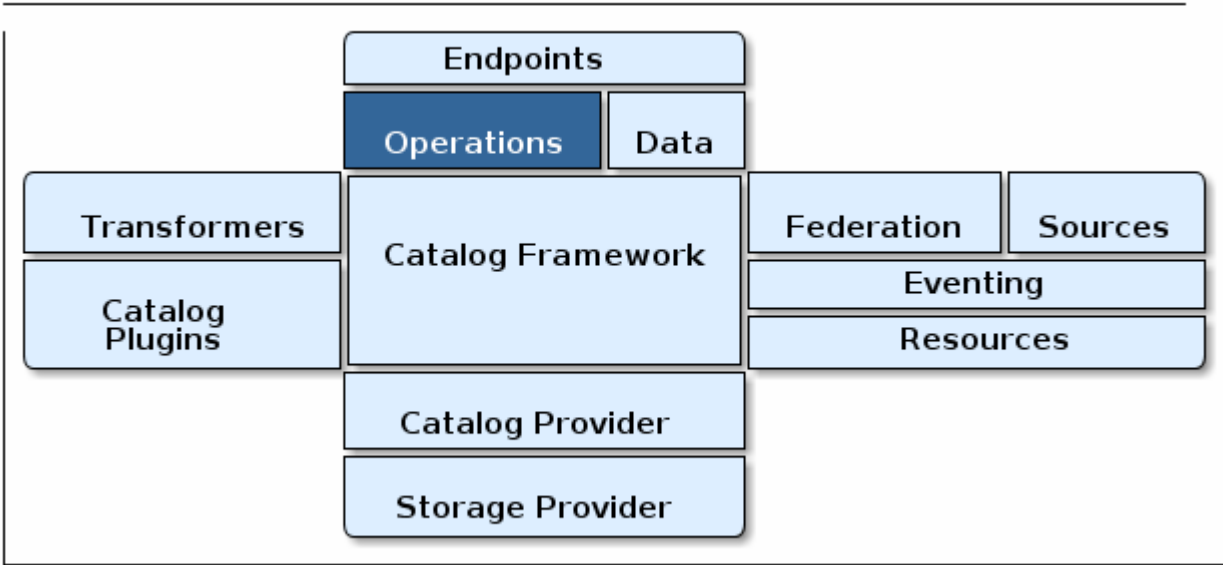 Endpoints
Operations
Data
Transformers
Catalog Framework
Federation
Sources
Catalog
Plugins
Eventing
Resources
Catalog Provider
Storage Provider